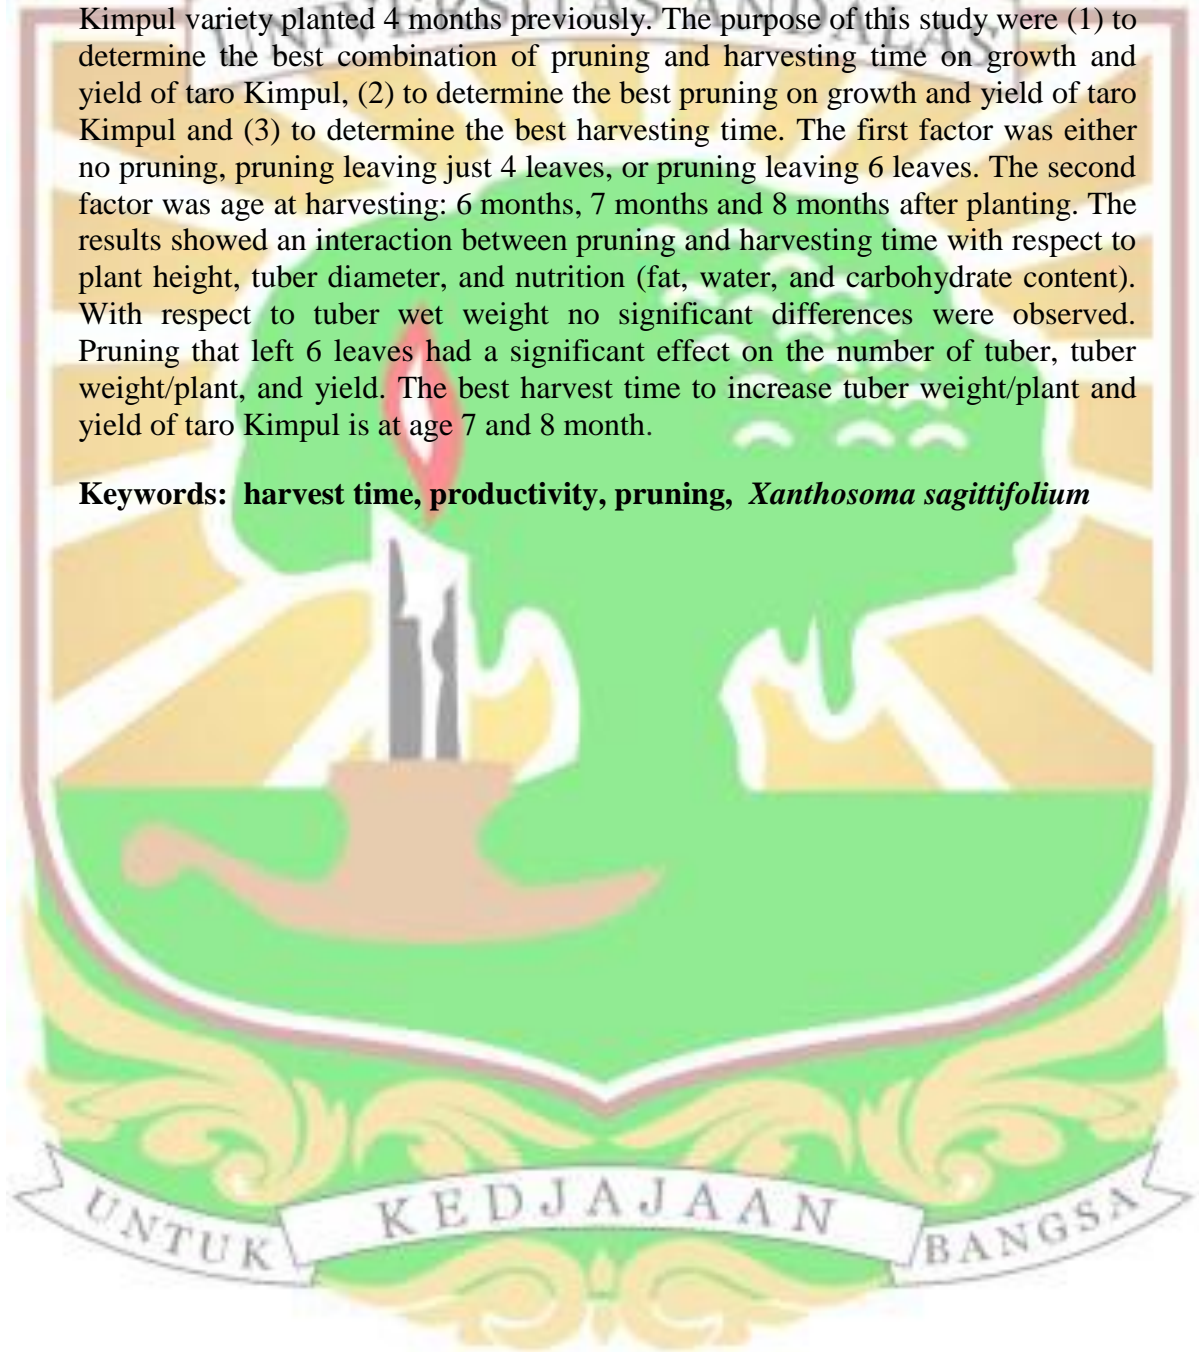 UNIVERSITAS ANDALAS
Kimpul variety planted 4 months previously. The purpose of this study were (1) to
determine the best combination of pruning and harvesting time on growth and
yield of taro Kimpul, (2) to determine the best pruning on growth and yield of taro
Kimpul and (3) to determine the best harvesting time. The first factor was either
no pruning, pruning leaving just 4 leaves, or pruning leaving 6 leaves. The second
factor was age at harvesting: 6 months, 7 months and 8 months after planting. The
results showed an interaction between pruning and harvesting time with respect to
plant height, tuber diameter, and nutrition (fat, water, and carbohydrate content).
With respect to tuber wet weight no significant differences were observed.
Pruning that left 6 leaves had a significant effect on the number of tuber, tuber
weight/plant, and yield. The best harvest time to increase tuber weight/plant and
yield of taro Kimpul is at age 7 and 8 month.
Keywords: harvest time, productivity, pruning, Xanthosoma sagittifolium
UNTUK KEDJAJAAN BANGSA